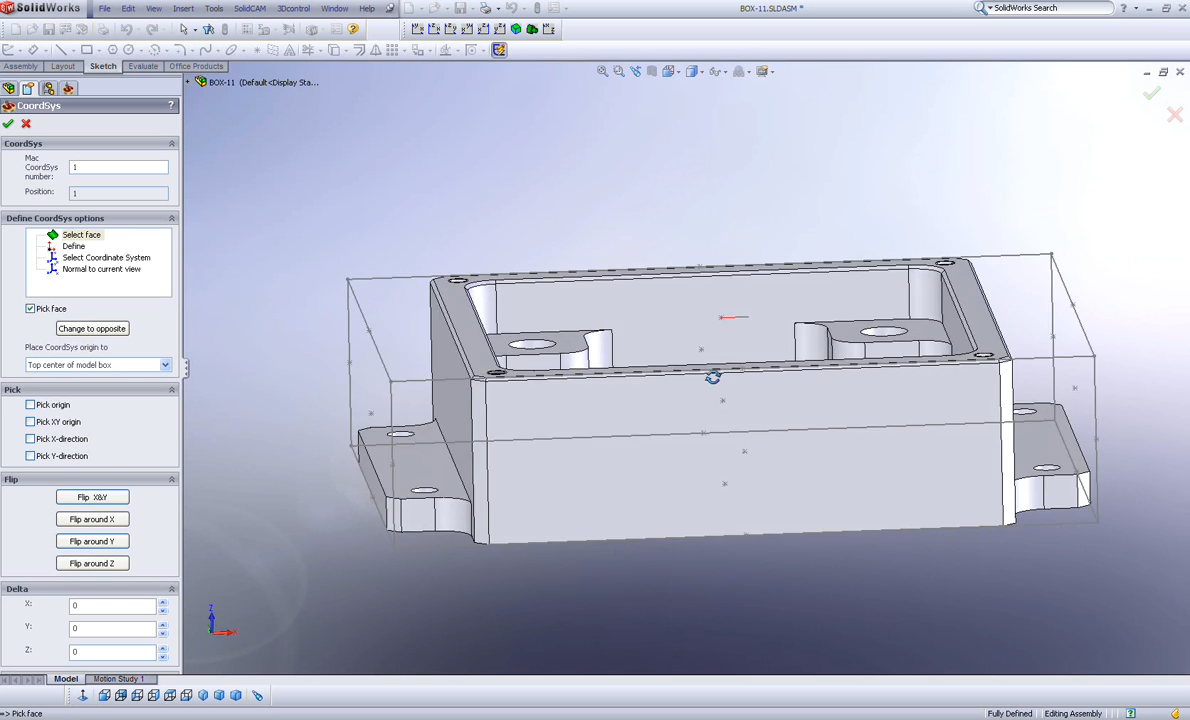 SolidWorks File Edit View Insert Tools SolidCAM 3Dcontrol Window Help BOX-11.SLDASM * SolidWorks Search ?
Assembly Layout Sketch Evaluate Office Products
BOX-11 (Default<Display Sta...
CoordSys ?
CoordSys
Mac CoordSys number: 1
Position: 1
Define CoordSys options
Select face
Define
Select Coordinate System
Normal to current view
Pick face
Change to opposite
Place CoordSys origin to
Top center of model box
Pick
Pick origin
Pick XY origin
Pick X-direction
Pick Y-direction
Flip
Flip X&Y
Flip around X
Flip around Y
Flip around Z
Delta
X: 0
Y: 0
Z: 0
Z
Model Motion Study 1
=> Pick face Fully Defined Editing Assembly ?